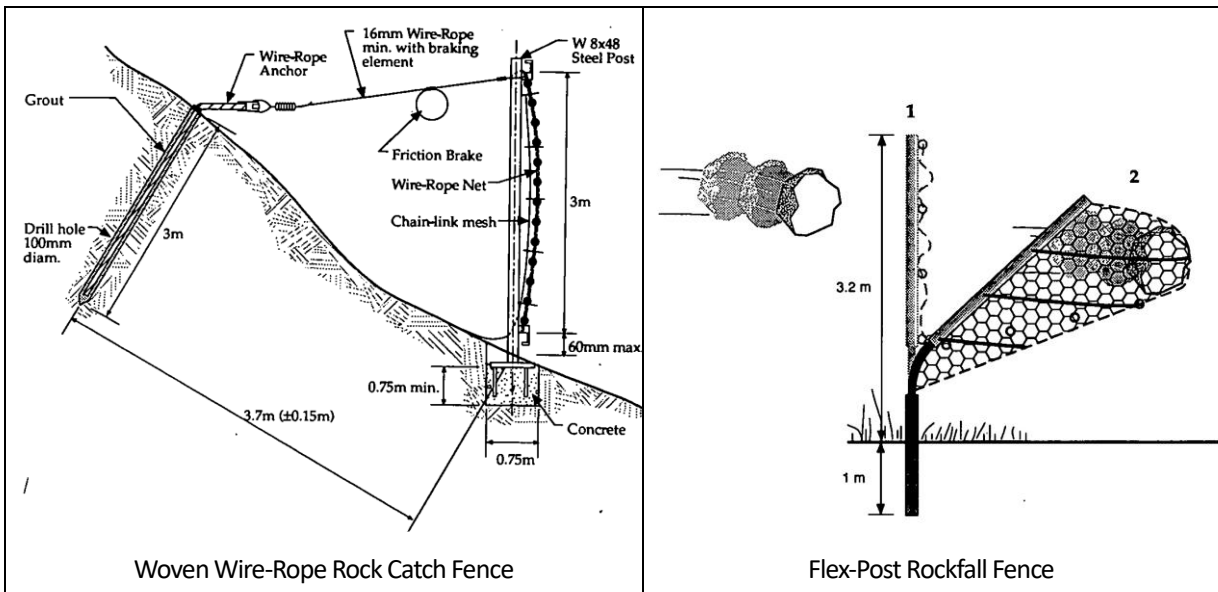 16mm Wire-Rope
min. with braking
element
W 8x48
Steel Post
Wire-Rope
Anchor
Grout
Friction Brake
Wire-Rope Net
3m
Chain-link mesh
Drill hole
100mm
diam.
3m
60mm max.
0.75m min.
3.7m (±0.15m)
Concrete
0.75m
Woven Wire-Rope Rock Catch Fence
1
2
3.2 m
1 m
Flex-Post Rockfall Fence